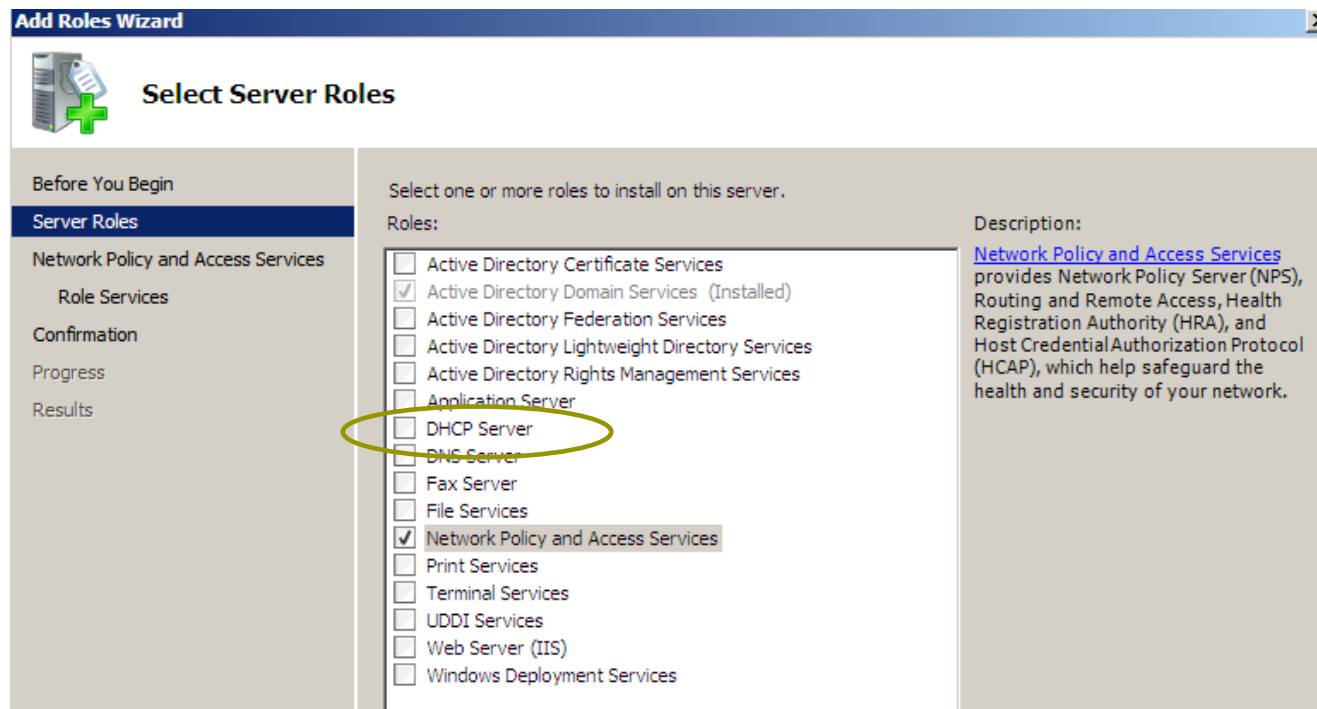 Add Roles Wizard
Select Server Roles
Before You Begin
Server Roles
Network Policy and Access Services
Role Services
Confirmation
Progress
Results
Select one or more roles to install on this server.
Roles:
Active Directory Certificate Services
Active Directory Domain Services (Installed)
Active Directory Federation Services
Active Directory Lightweight Directory Services
Active Directory Rights Management Services
Application Server
DHCP Server
DNS Server
Fax Server
File Services
Network Policy and Access Services
Print Services
Terminal Services
UDDI Services
Web Server (IIS)
Windows Deployment Services
Description:
Network Policy and Access Services
provides Network Policy Server (NPS),
Routing and Remote Access, Health
Registration Authority (HRA), and
Host Credential Authorization Protocol
(HCAP), which help safeguard the
health and security of your network.